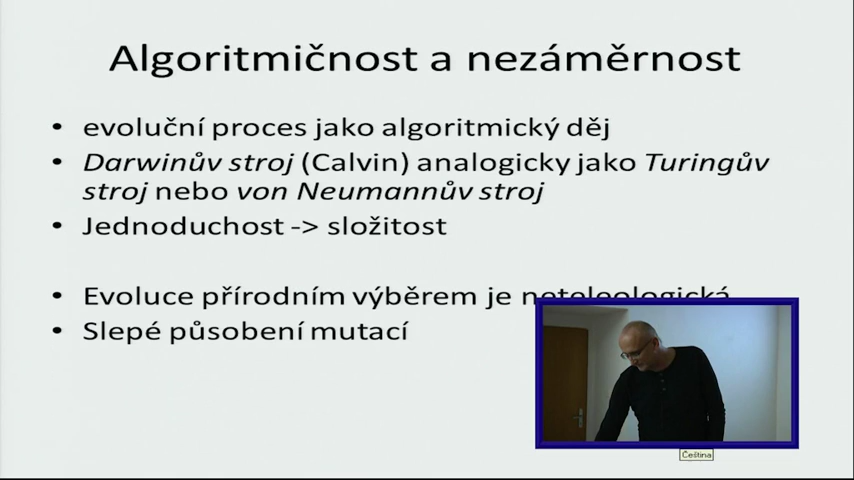 Algoritmičnost a nezáměrnost
• evoluční proces jako algoritmický děj
• Darwinův stroj (Calvin) analogicky jako Turingův
stroj nebo von Neumannův stroj
• Jednoduchost -> složitost
• Evoluce přírodním výběrem je neteleologická
• Slepé působení mutací
Čeština